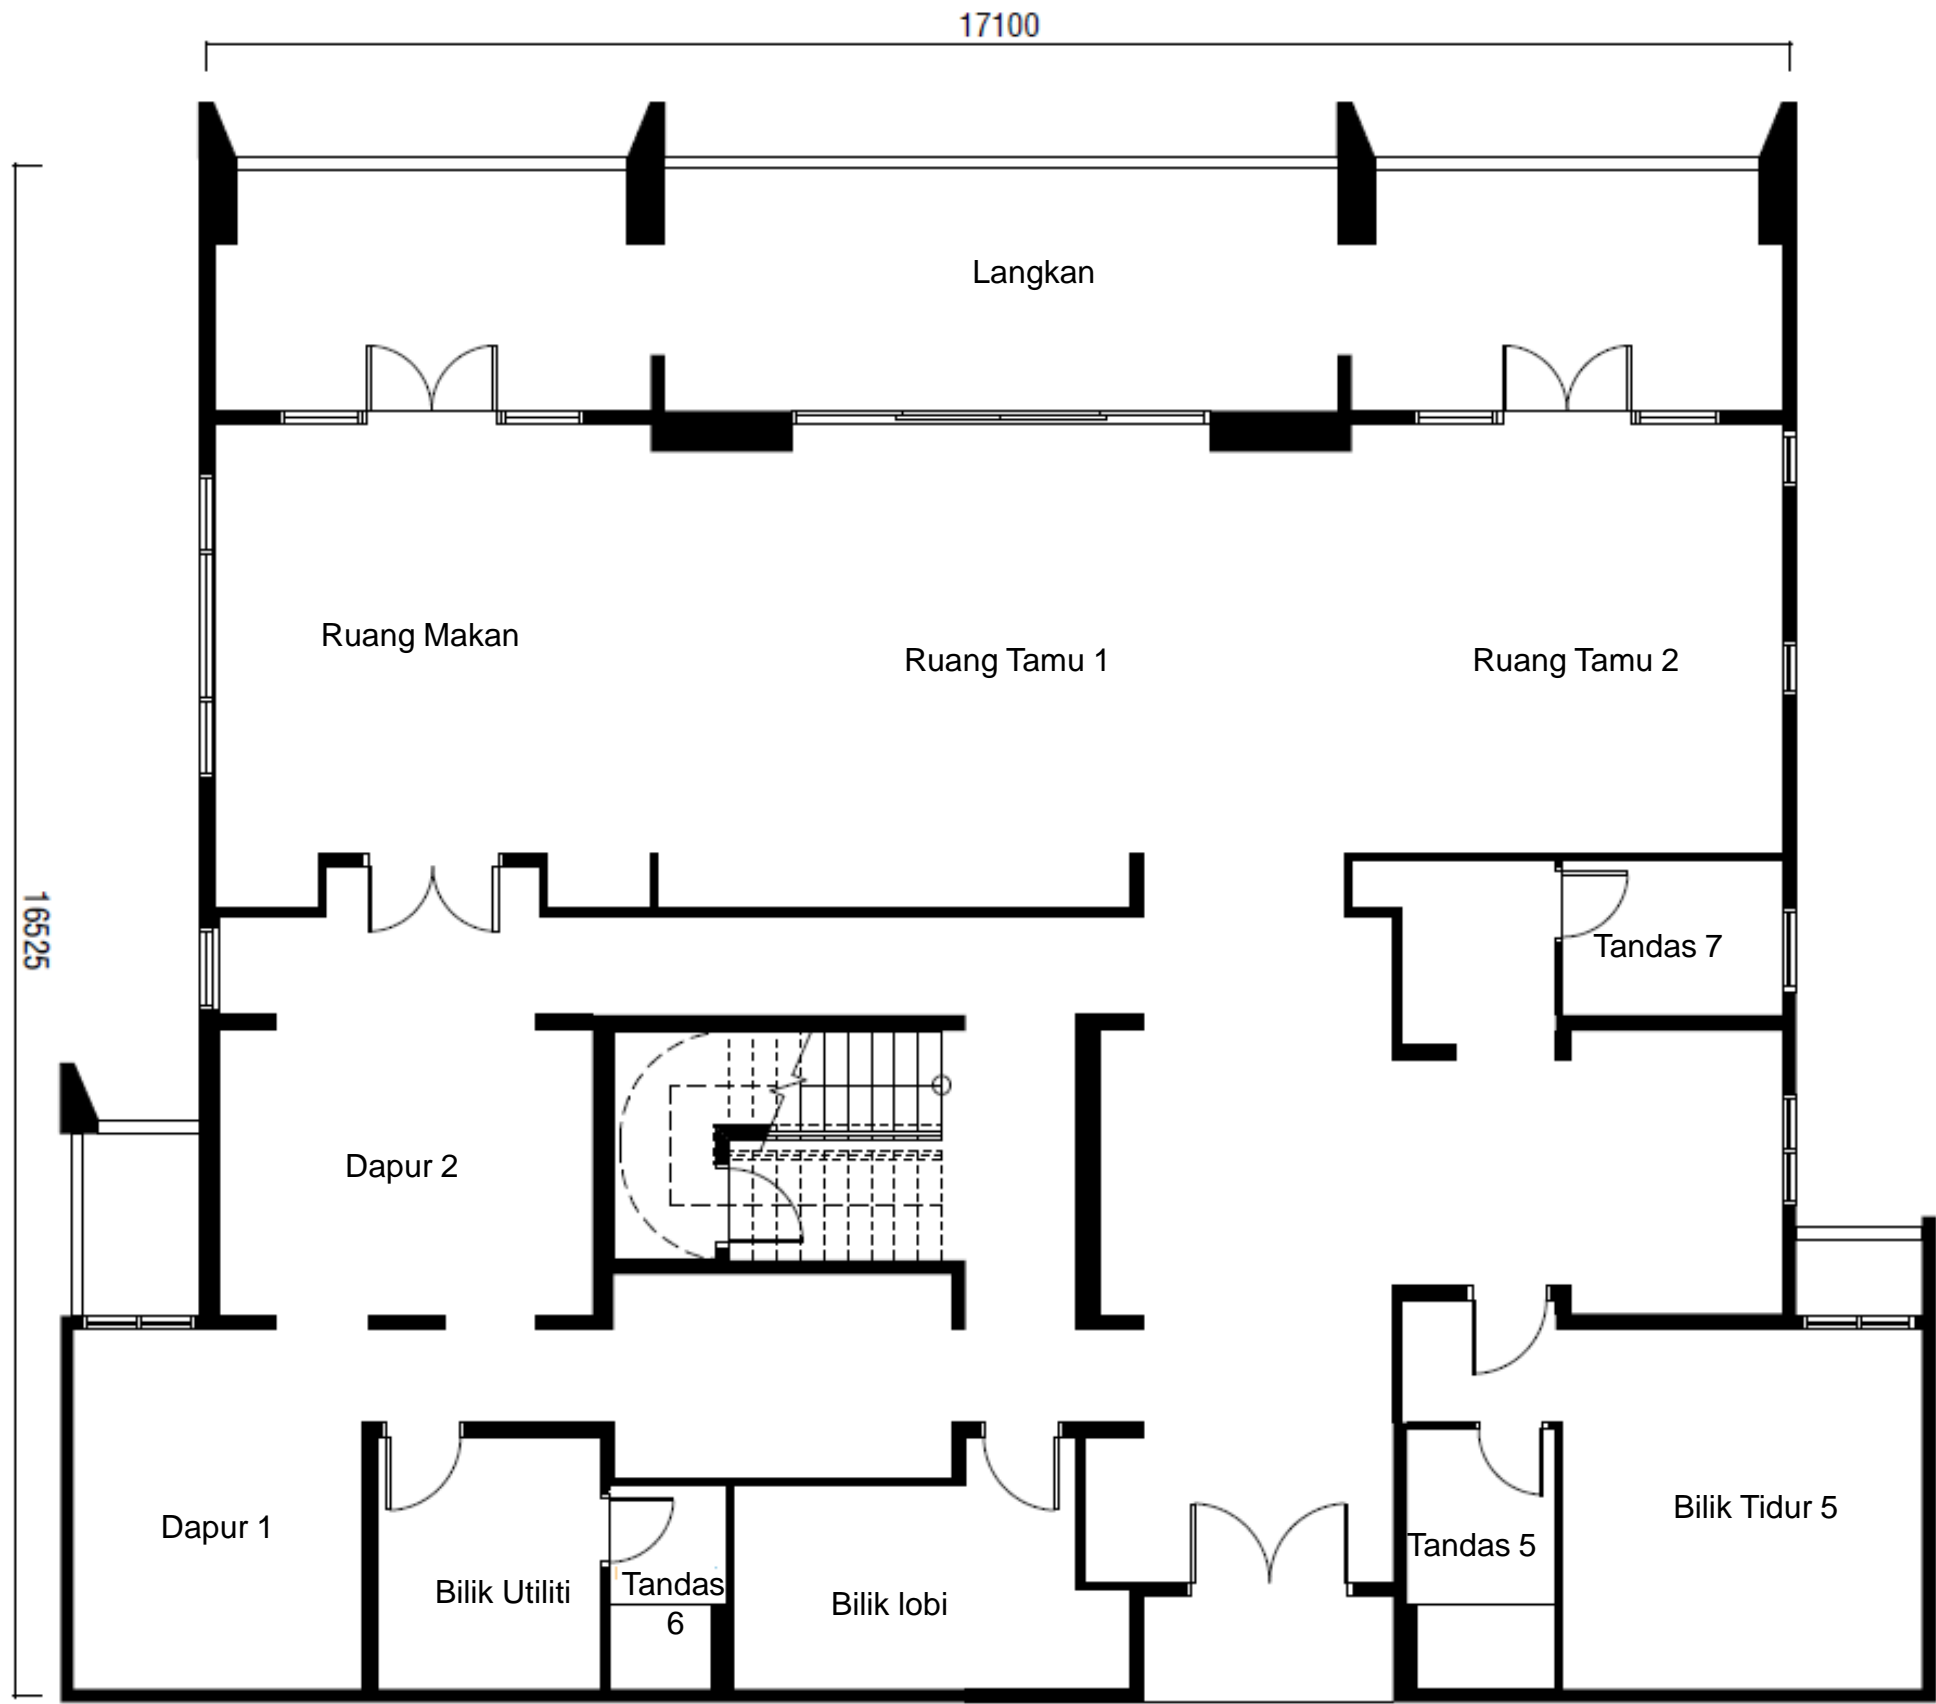 17100
Langkan
Ruang Makan
Ruang Tamu 1
Ruang Tamu 2
16525
Tandas 7
Dapur 2
Dapur 1
Bilik Utiliti
Tandas
6
Bilik lobi
Tandas 5
Bilik Tidur 5